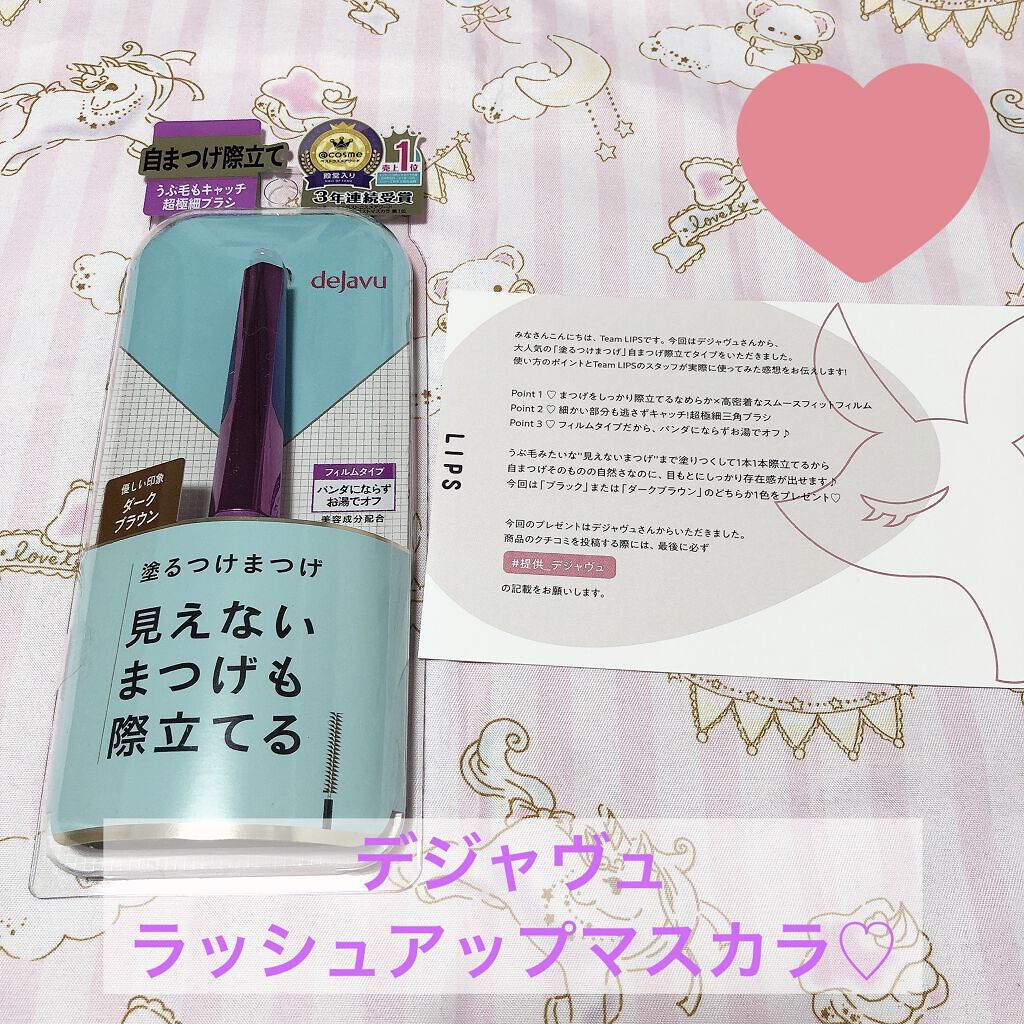 自まつげ際立て
うぶ毛もキャッチ
超極細ブラシ
@cosme
殿堂入り
3年連続受賞
売上1位
dejavu
優しい印象
ダーク
ブラウン
フィルムタイプ
パンダにならず
お湯でオフ
美容成分配合
塗るつけまつげ
見えない
まつげも
際立てる
LIPS
みなさんこんにちは、Team LIPSです。今回はデジャヴュさんから、
大人気の「塗るつけまつげ」自まつげ際立てタイプをいただきました。
使い方のポイントとTeam LIPSのスタッフが実際に使ってみた感想をお伝えします!
Point 1 ♡ まつげをしっかり際立てるなめらか×高密着なスムースフィットフィルム
Point 2 ♡ 細かい部分も逃さずキャッチ!超極細三角ブラシ
Point 3 ♡ フィルムタイプだから、パンダにならずお湯でオフ♪
うぶ毛みたいな"見えないまつげ"まで塗りつくして1本1本際立てるから
自まつげそのものの自然さなのに、目もとにしっかり存在感が出せます♪
今回は「ブラック」または「ダークブラウン」のどちらか1色をプレゼント♡
今回のプレゼントはデジャヴュさんからいただきました。
商品のクチコミを投稿する際には、最後に必ず
#提供_デジャヴュ
の記載をお願いします。
lovely
デジャヴュ
ラッシュアップマスカラ♡